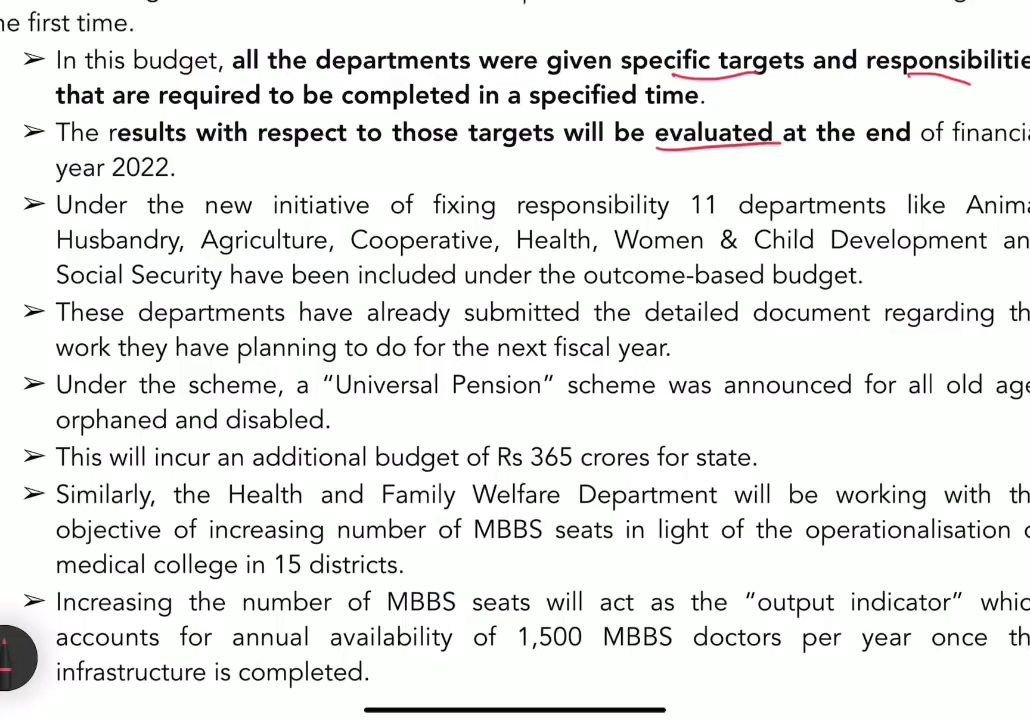 he first time.
➢ In this budget, all the departments were given specific targets and responsibilitie
that are required to be completed in a specified time.
➢ The results with respect to those targets will be evaluated at the end of financia
year 2022.
➢ Under the new initiative of fixing responsibility 11 departments like Anima
Husbandry, Agriculture, Cooperative, Health, Women & Child Development an
Social Security have been included under the outcome-based budget.
➢ These departments have already submitted the detailed document regarding th
work they have planning to do for the next fiscal year.
➢ Under the scheme, a “Universal Pension” scheme was announced for all old age
orphaned and disabled.
➢ This will incur an additional budget of Rs 365 crores for state.
➢ Similarly, the Health and Family Welfare Department will be working with th
objective of increasing number of MBBS seats in light of the operationalisation o
medical college in 15 districts.
➢ Increasing the number of MBBS seats will act as the “output indicator” whic
accounts for annual availability of 1,500 MBBS doctors per year once th
infrastructure is completed.